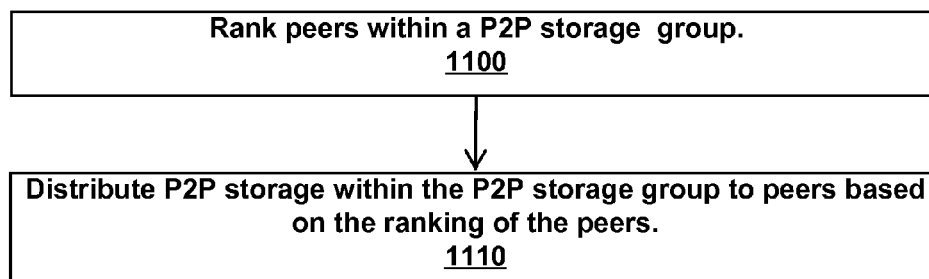 Rank peers within a P2P storage group.
1100
Distribute P2P storage within the P2P storage group to peers based
on the ranking of the peers.
1110